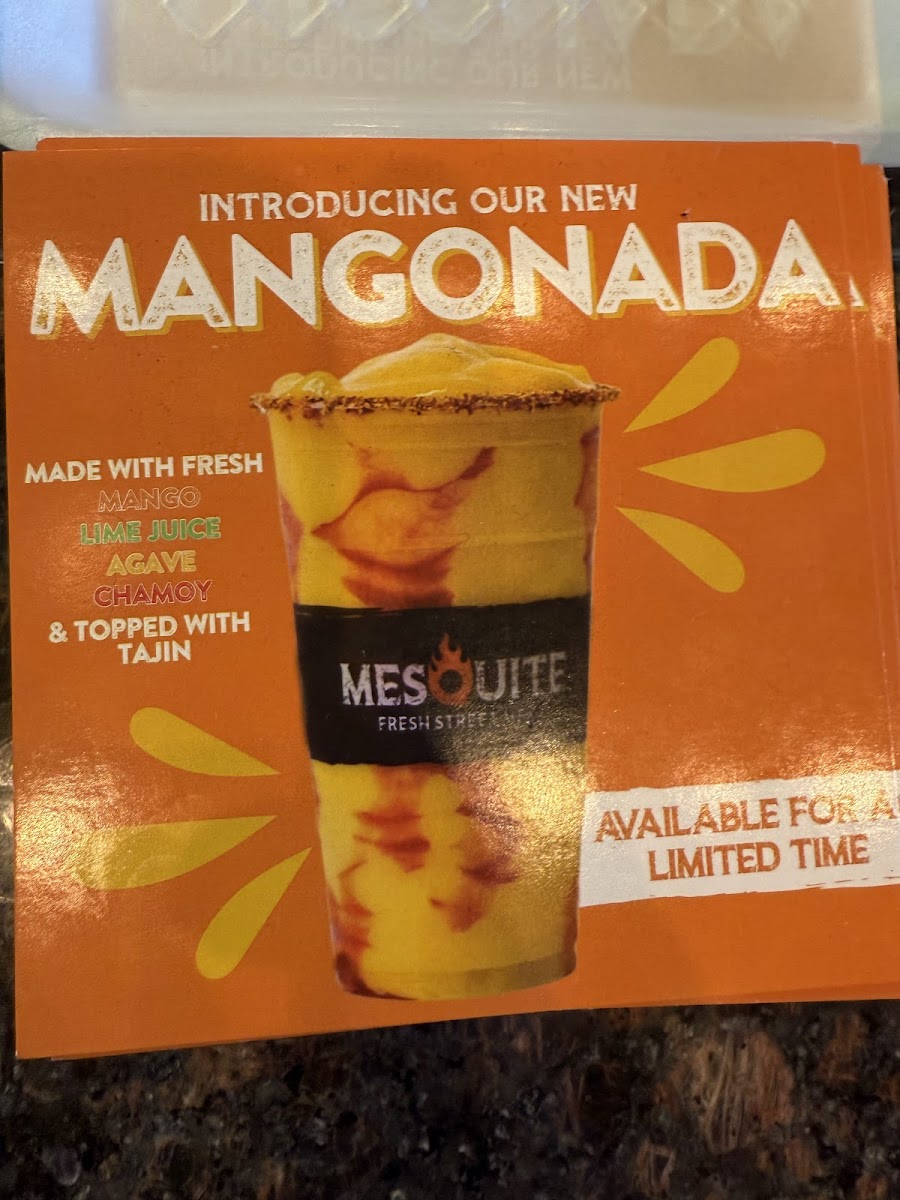 INTRODUCING OUR NEW
MANGONADA
MADE WITH FRESH
MANGO
LIME JUICE
AGAVE
CHAMOY
& TOPPED WITH
TAJIN
MESQUITE
FRESH STREET
AVAILABLE FOR A
LIMITED TIME